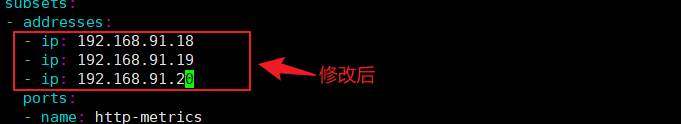 subsets:
- addresses:
- ip: 192.168.91.18
- ip: 192.168.91.19
- ip: 192.168.91.20
修改后
ports:
- name: http-metrics